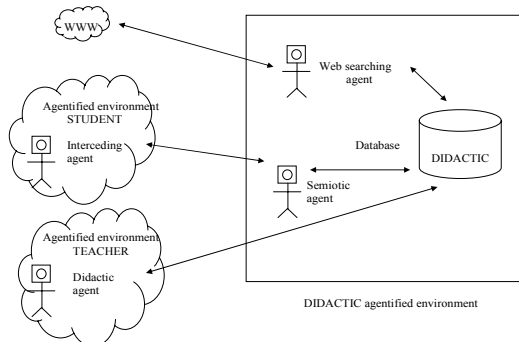 WWW
Web searching
agent
Agentified environment
STUDENT
Interceding
agent
Database
DIDACTIC
Semiotic
agent
Agentified environment
TEACHER
Didactic
agent
DIDACTIC agentified environment